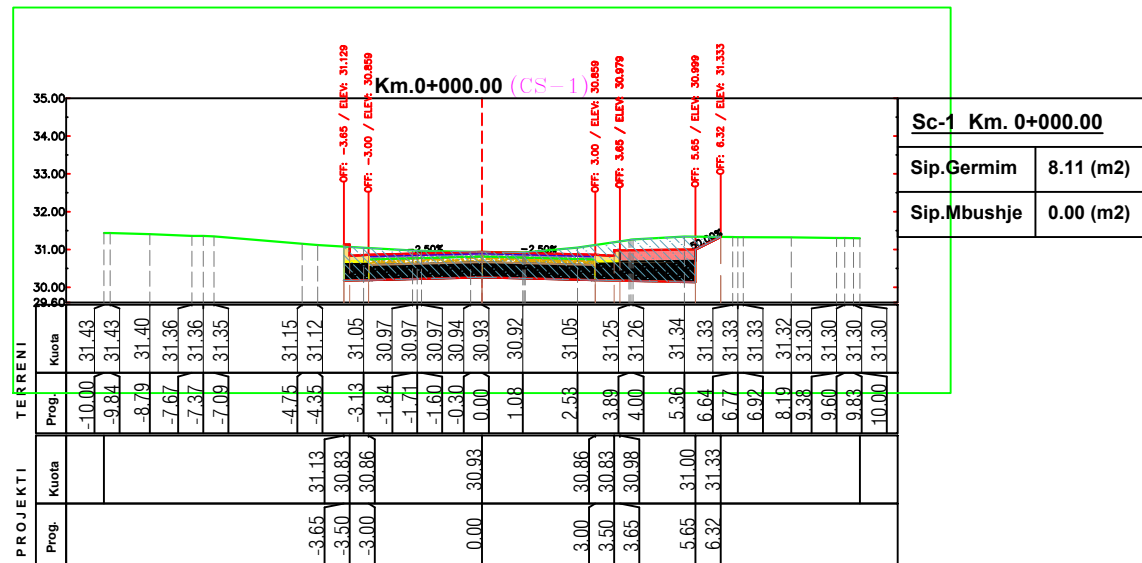 Km.0+000.00 (CS-1)
OFF: -3.65 / ELEV: 31.129
OFF: -3.00 / ELEV: 30.859
OFF: 3.00 / ELEV: 30.859
OFF: 3.65 / ELEV: 30.979
OFF: 5.65 / ELEV: 30.999
OFF: 6.32 / ELEV: 31.333
35.00
34.00
33.00
32.00
31.00
30.00
29.60
-2.50%
-2.50%
50.00%
Sc-1 Km. 0+000.00
Sip.Germim 8.11 (m2)
Sip.Mbushje 0.00 (m2)
TERRENI
Kuota 31.43 31.43 31.40 31.36 31.36 31.35 31.15 31.12 31.05 30.97 30.97 30.97 30.94 30.93 30.92 31.05 31.25 31.26 31.34 31.33 31.33 31.33 31.32 31.30 31.30 31.30 31.30
Prog. -10.00 -9.84 -8.79 -7.67 -7.37 -7.09 -4.75 -4.35 -3.13 -1.84 -1.71 -1.60 -0.30 0.00 1.08 2.53 3.89 4.00 5.36 6.64 6.77 6.92 8.19 9.38 9.60 9.83 10.00
PROJEKTI
Kuota 31.13 30.83 30.86 30.93 30.86 30.83 30.98 31.00 31.33
Prog. -3.65 -3.50 -3.00 0.00 3.00 3.50 3.65 5.65 6.32